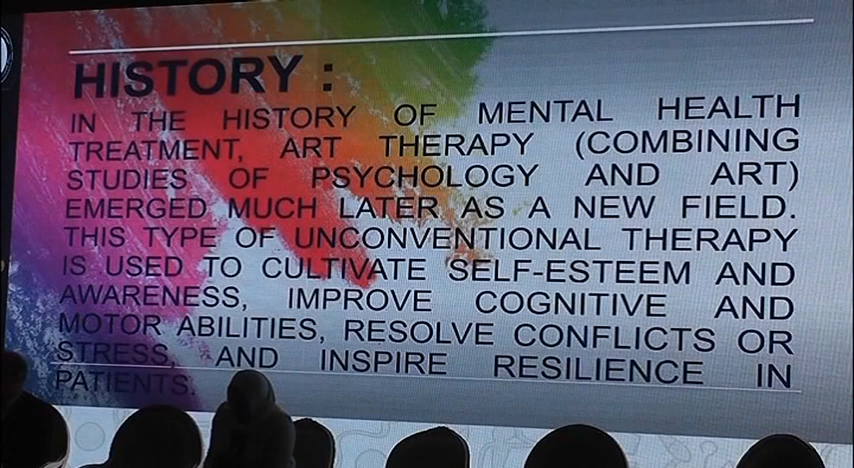 HISTORY :
IN THE HISTORY OF MENTAL HEALTH
TREATMENT, ART THERAPY (COMBINING
STUDIES OF PSYCHOLOGY AND ART)
EMERGED MUCH LATER AS A NEW FIELD.
THIS TYPE OF UNCONVENTIONAL THERAPY
IS USED TO CULTIVATE SELF-ESTEEM AND
AWARENESS, IMPROVE COGNITIVE AND
MOTOR ABILITIES, RESOLVE CONFLICTS OR
STRESS, AND INSPIRE RESILIENCE IN
PATIENTS.